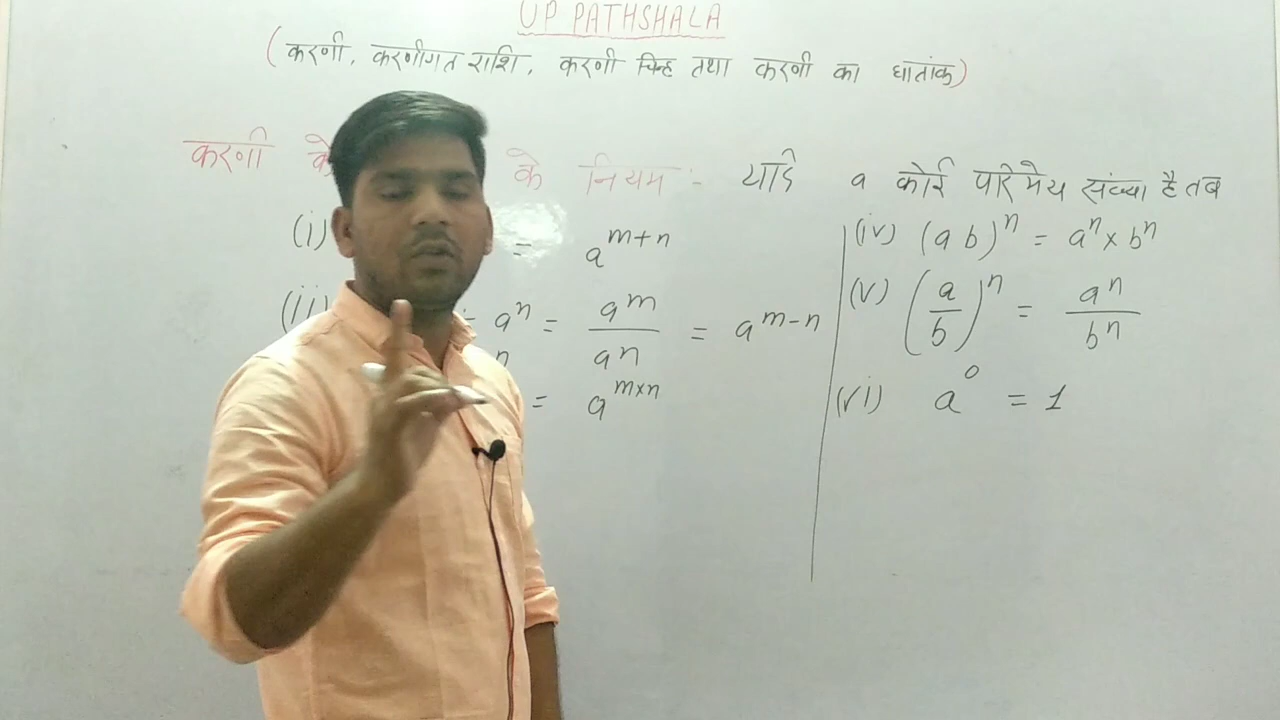 UP PATHSHALA
(करणी, करणीगत राशि, करणी चिन्ह तथा करणी का घातांक)
करणी के के नियम :- यदि a कोई परिमेय संख्या है तब
(i) = a^{m+n}
(ii) ÷ a^n = a^m/a^n = a^{m-n}
n = a^{m×n}
(iv) (ab)^n = a^n × b^n
(v) (a/b)^n = a^n/b^n
(vi) a^0 = 1